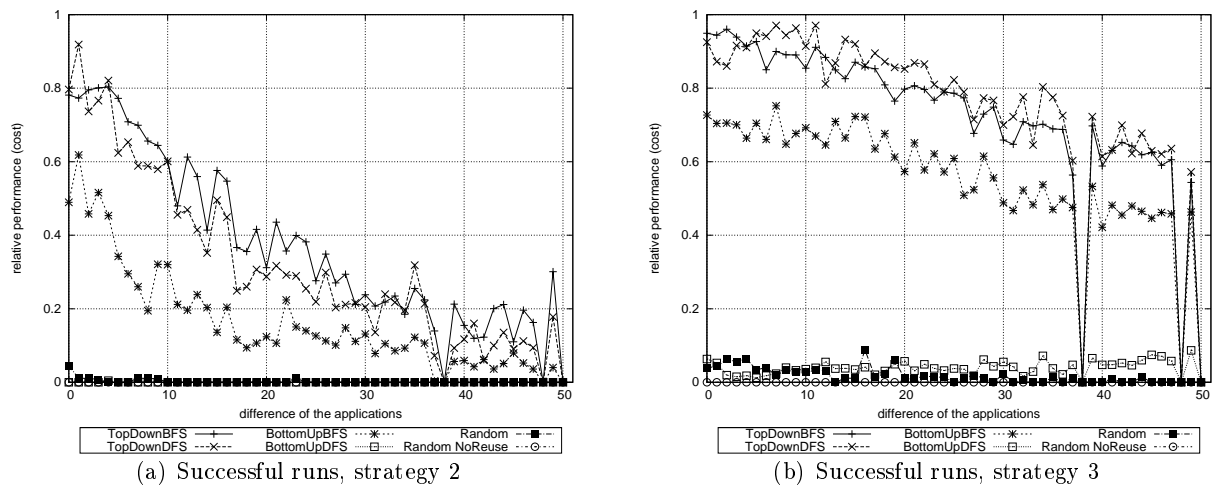 1
0.8
0.6
0.4
0.2
0
relative performance (cost)
0 10 20 30 40 50
difference of the applications
TopDownBFS BottomUpBFS Random
TopDownDFS BottomUpDFS Random NoReuse
(a) Successful runs, strategy 2
1
0.8
0.6
0.4
0.2
0
relative performance (cost)
0 10 20 30 40 50
difference of the applications
TopDownBFS BottomUpBFS Random
TopDownDFS BottomUpDFS Random NoReuse
(b) Successful runs, strategy 3